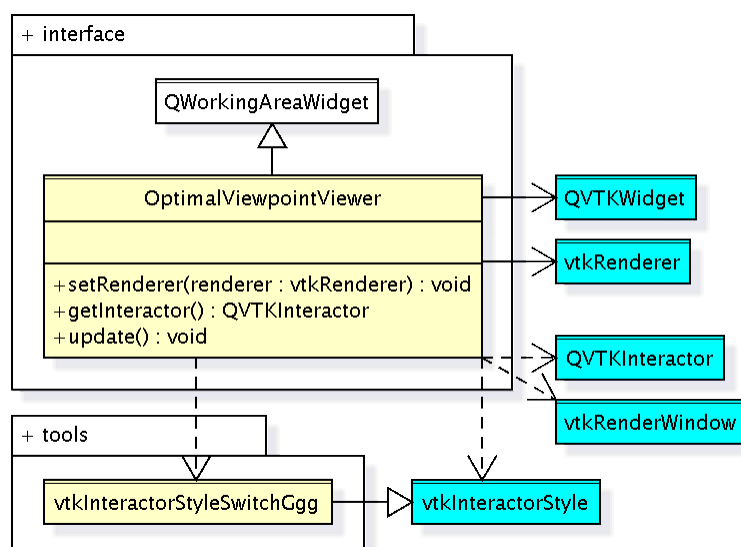 + interface
QWorkingAreaWidget
OptimalViewpointViewer
QVTKWidget
vtkRenderer
+setRenderer(renderer : vtkRenderer) : void
+getInteractor() : QVTKInteractor
+update() : void
QVTKInteractor
vtkRenderWindow
+ tools
vtkInteractorStyleSwitchGgg
vtkInteractorStyle